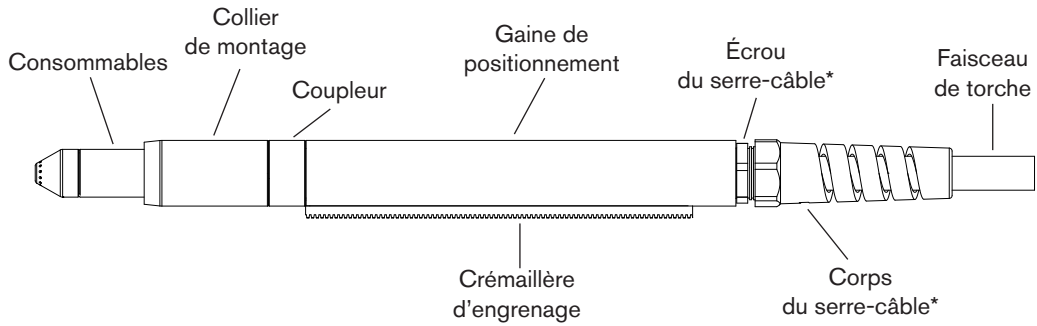 Consommables
Collier
de montage
Coupleur
Gaine de
positionnement
Écrou
du serre-câble*
Faisceau
de torche
Crémaillère
d'engrenage
Corps
du serre-câble*